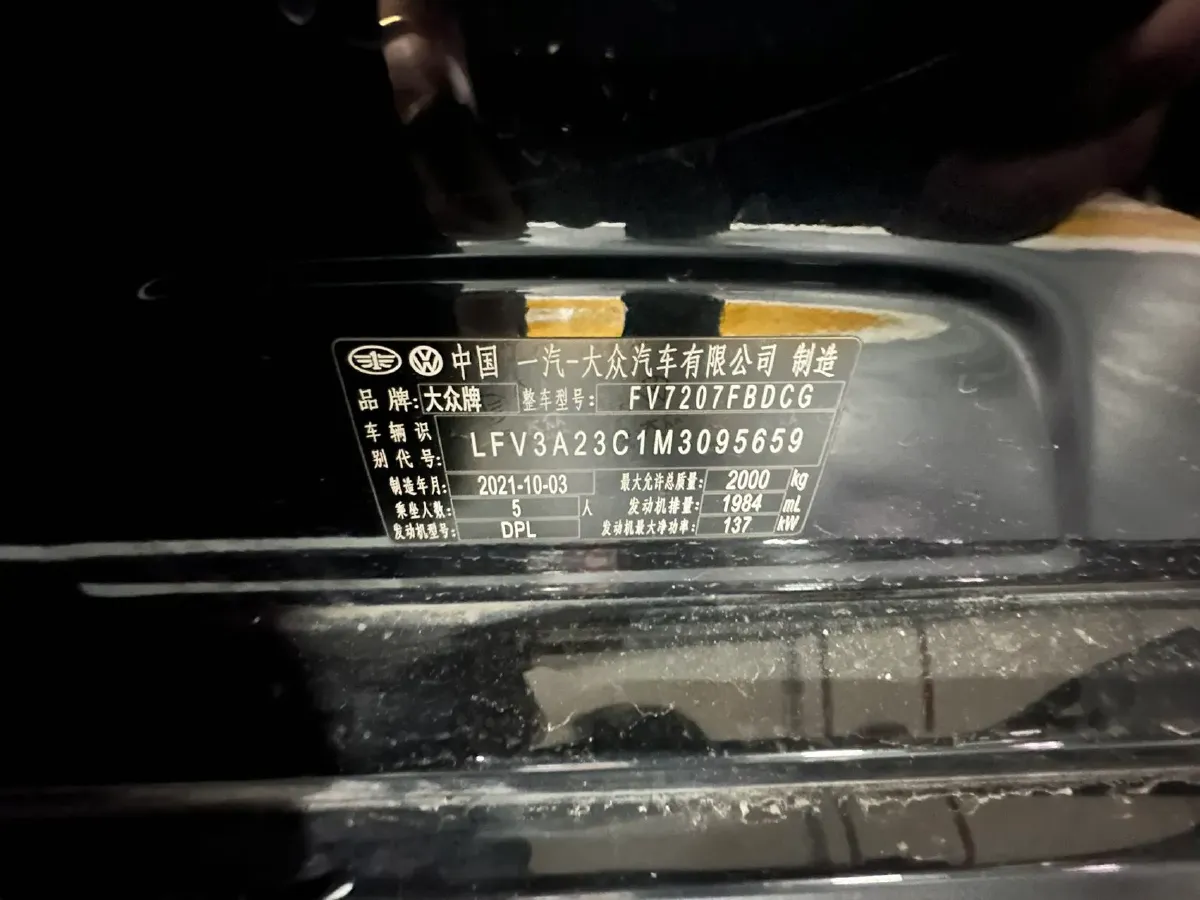 中国 一汽-大众汽车有限公司 制造
品牌: 大众牌 整车型号: FV7207FBDCG
车辆识别代号: LFV3A23C1M3095659
制造年月: 2021-10-03 最大允许总质量: 2000 kg
乘坐人数: 5 人 发动机排量: 1984 mL
发动机型号: DPL 发动机最大净功率: 137 kW